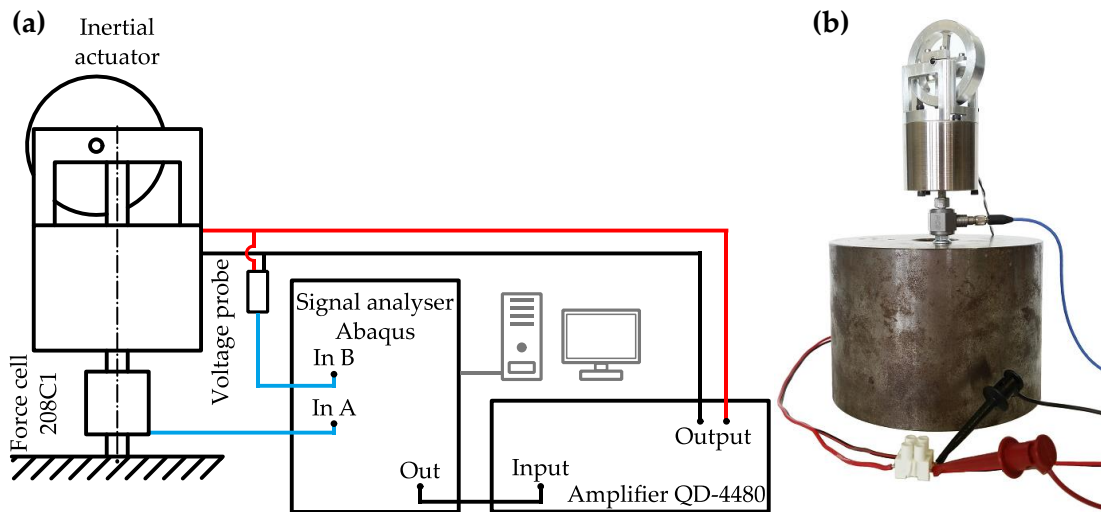 (a)
Inertial
actuator
(b)
Force cell
208C1
Voltage probe
Signal analyser
Abaqus
In B
In A
Out
Input
Output
Amplifier QD-4480